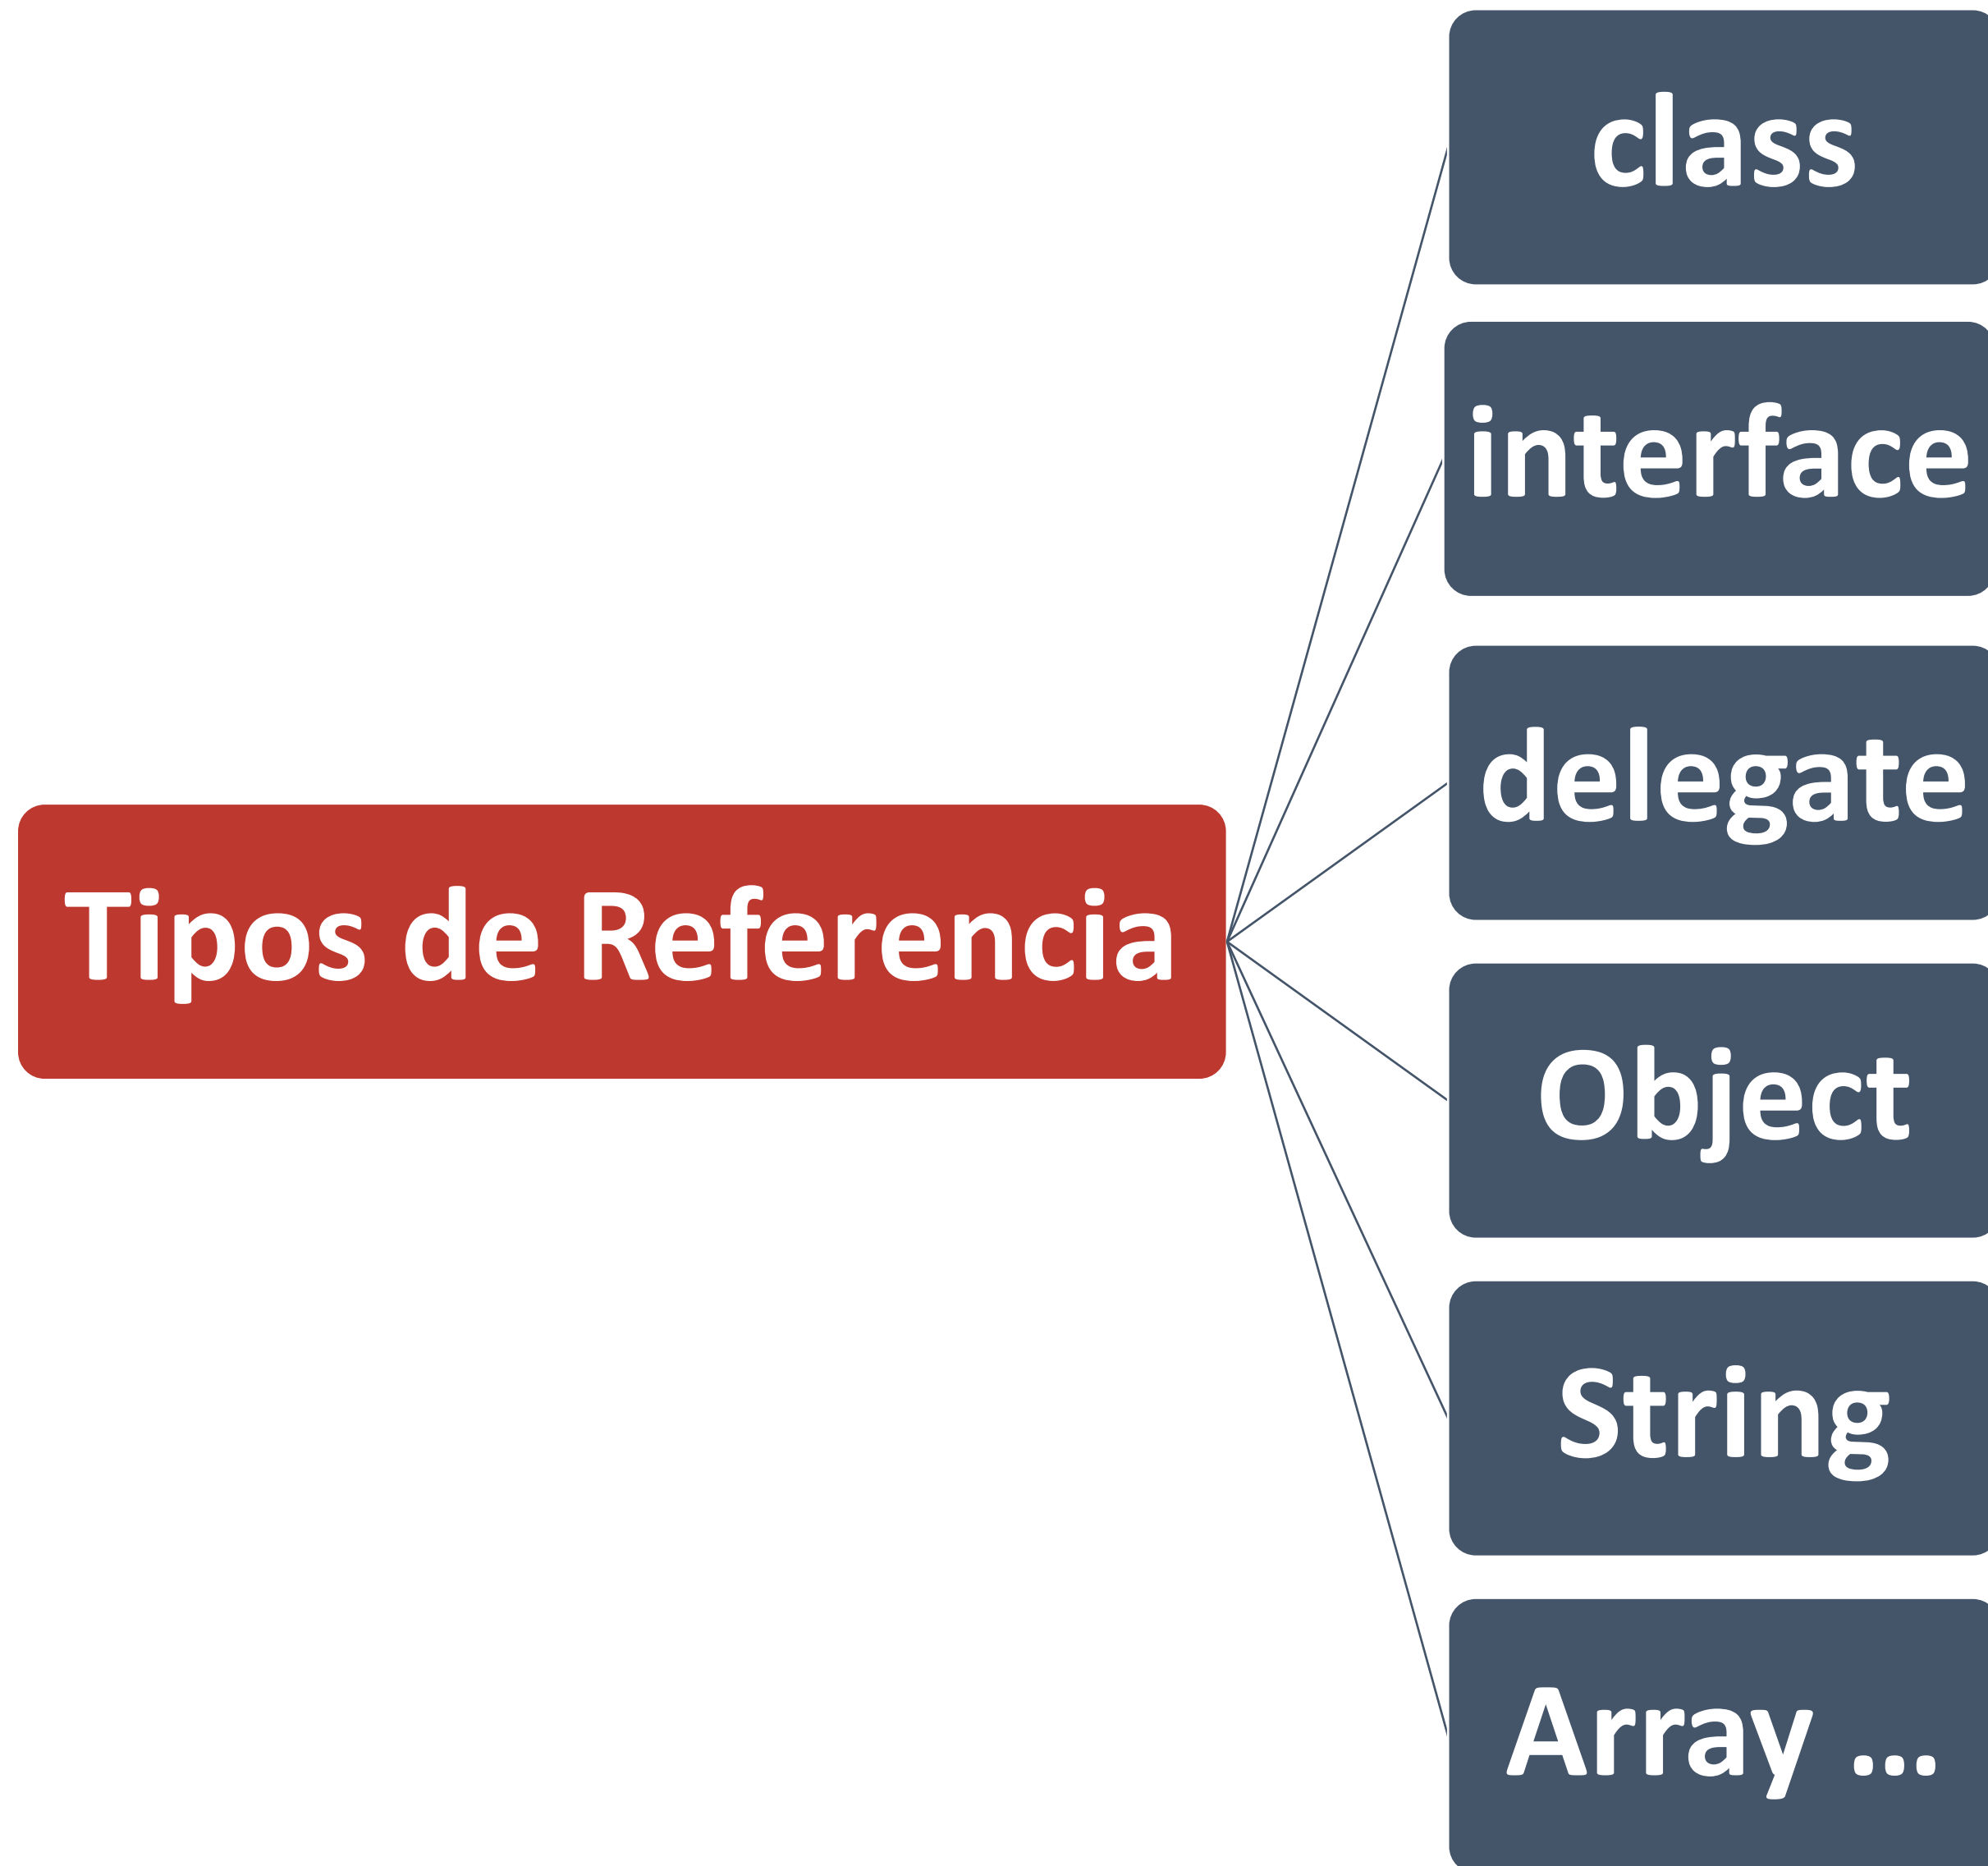 class
interface
delegate
Tipos de Referencia
Object
String
Array ...